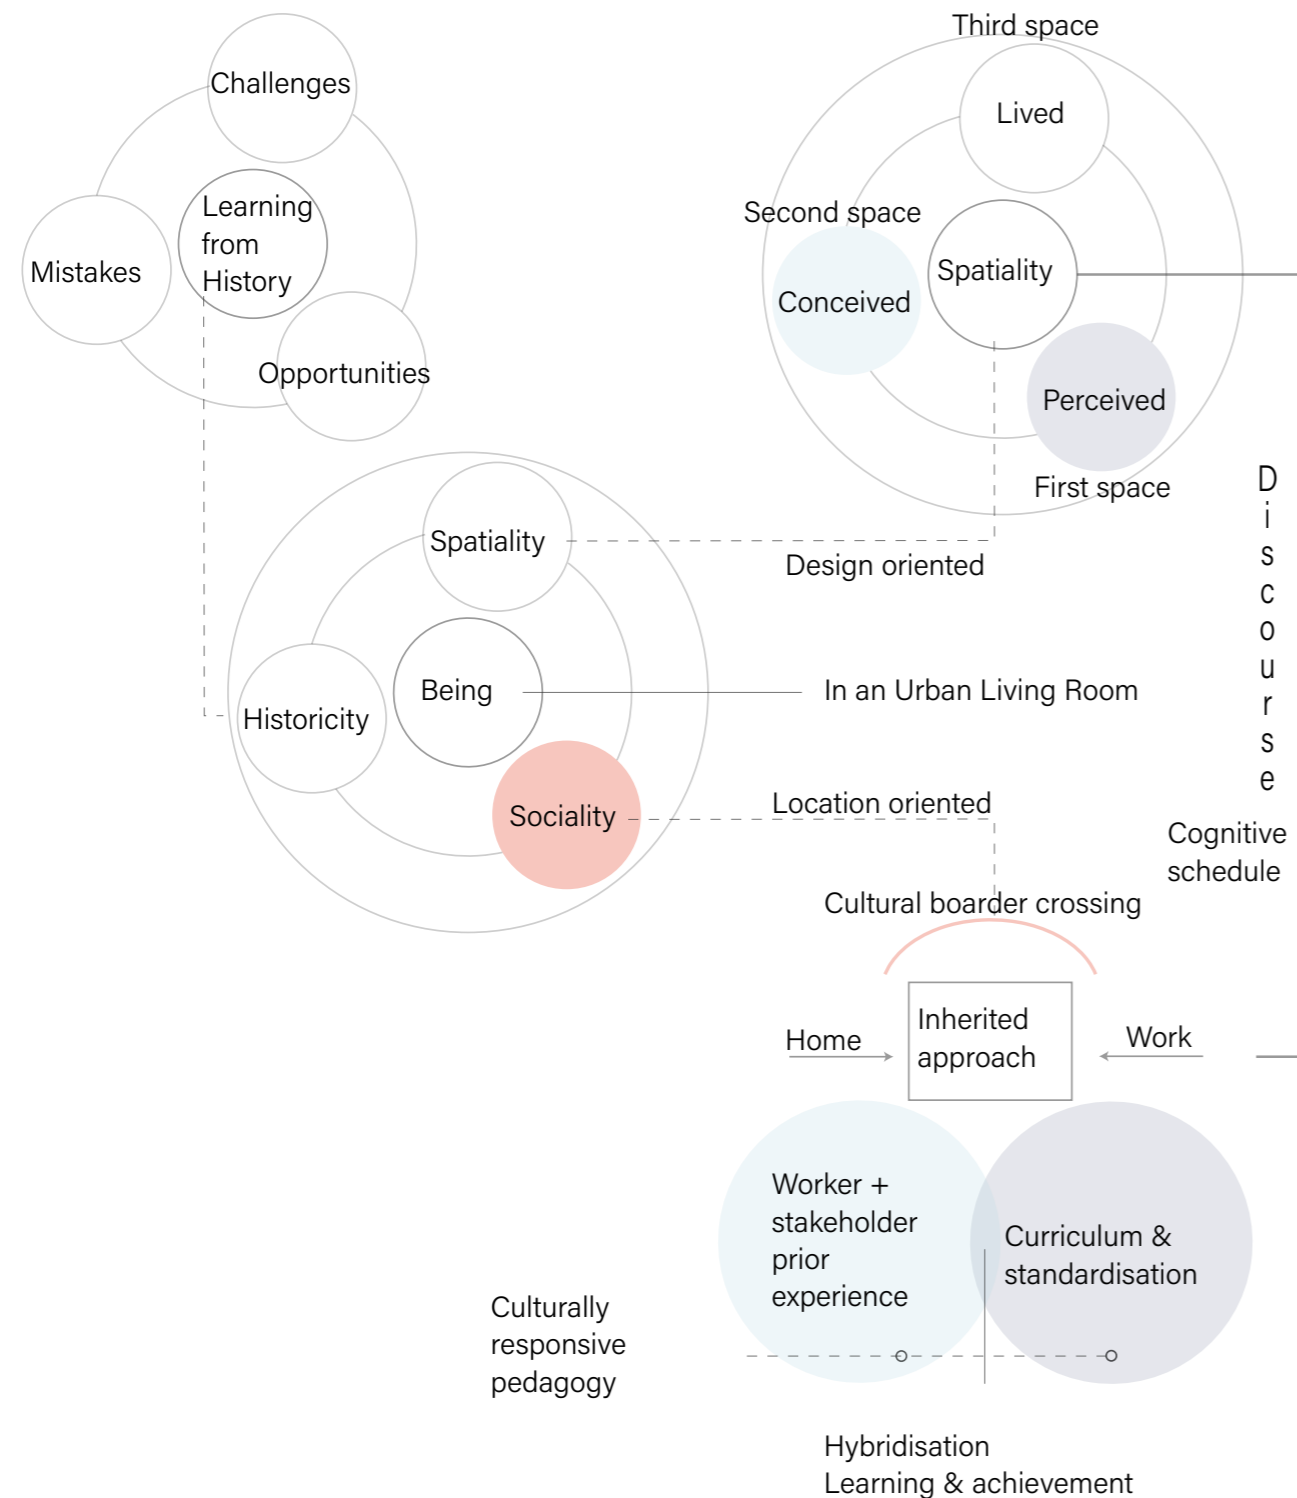 Challenges
Learning
from
History
Mistakes
Opportunities
Third space
Lived
Second space
Spatiality
Conceived
Perceived
First space
Spatiality
Design oriented
Being
In an Urban Living Room
Historicity
Sociality
Location oriented
Discourse
Cognitive
schedule
Cultural boarder crossing
Home
Inherited
approach
Work
Worker +
stakeholder
prior
experience
Curriculum &
standardisation
Culturally
responsive
pedagogy
Hybridisation
Learning & achievement